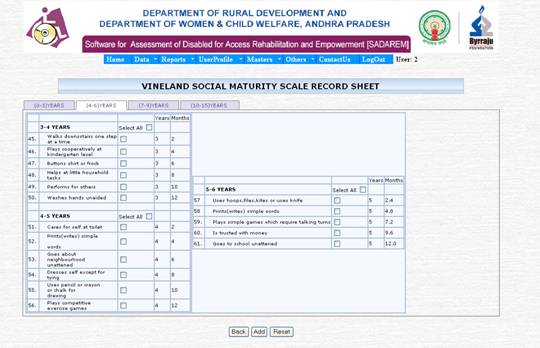 DEPARTMENT OF RURAL DEVELOPMENT AND
DEPARTMENT OF WOMEN & CHILD WELFARE, ANDHRA PRADESH
Software for Assessment of Disabled for Access Rehabilitation and Empowerment [SADAREM]
Byrraju
FOUNDATION
Home Data Reports UserProfile Masters Others ContactUs LogOut User: 2
VINELAND SOCIAL MATURITY SCALE RECORD SHEET
(0-3)YEARS (4-6)YEARS (7-9)YEARS (10-15)YEARS
Years Months
3-4 YEARS Select All
45. Walks downstairs one step at a time 3 2
46. Plays cooperatively at kindergarten level 3 4
47. Buttons shirt or frock 3 6
48. Helps at little household tasks 3 8
49. Performs for others 3 10
50. Washes hands unaided 3 12
4-5 YEARS Select All
51. Cares for self at toilet 4 2
52. Prints(writes) simple words 4 4
53. Goes about neighbourhood unattened 4 6
54. Dresses self except for tying 4 8
55. Uses pencil or crayon or chalk for drawing 4 10
56. Plays competitive exercise games 4 12
Years Months
5-6 YEARS Select All
57 Uses hoops,files,kites or uses knife 5 2.4
58 Prints(writes) simple words 5 4.8
59. Plays simple games which require talking turns 5 7.2
60. Is trusted with money 5 9.6
61. Goes to school unattened 5 12.0
Back Add Reset